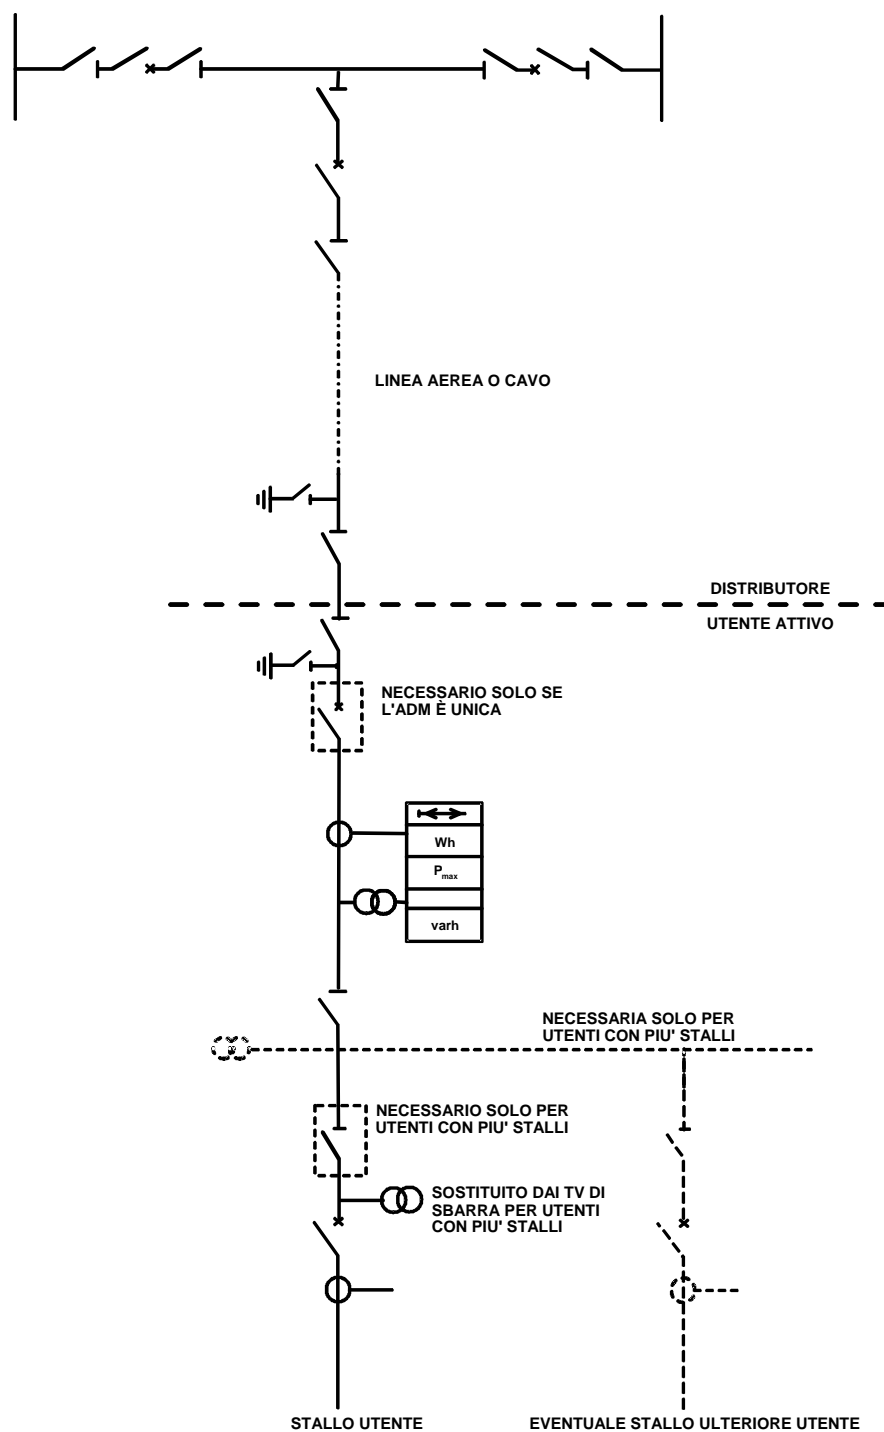 LINEA AEREA O CAVO
DISTRIBUTORE
UTENTE ATTIVO
NECESSARIO SOLO SE
L'ADM È UNICA
Wh
Pmax
varh
NECESSARIA SOLO PER
UTENTI CON PIU' STALLI
NECESSARIO SOLO PER
UTENTI CON PIU' STALLI
SOSTITUITO DAI TV DI
SBARRA PER UTENTI
CON PIU' STALLI
STALLO UTENTE
EVENTUALE STALLO ULTERIORE UTENTE